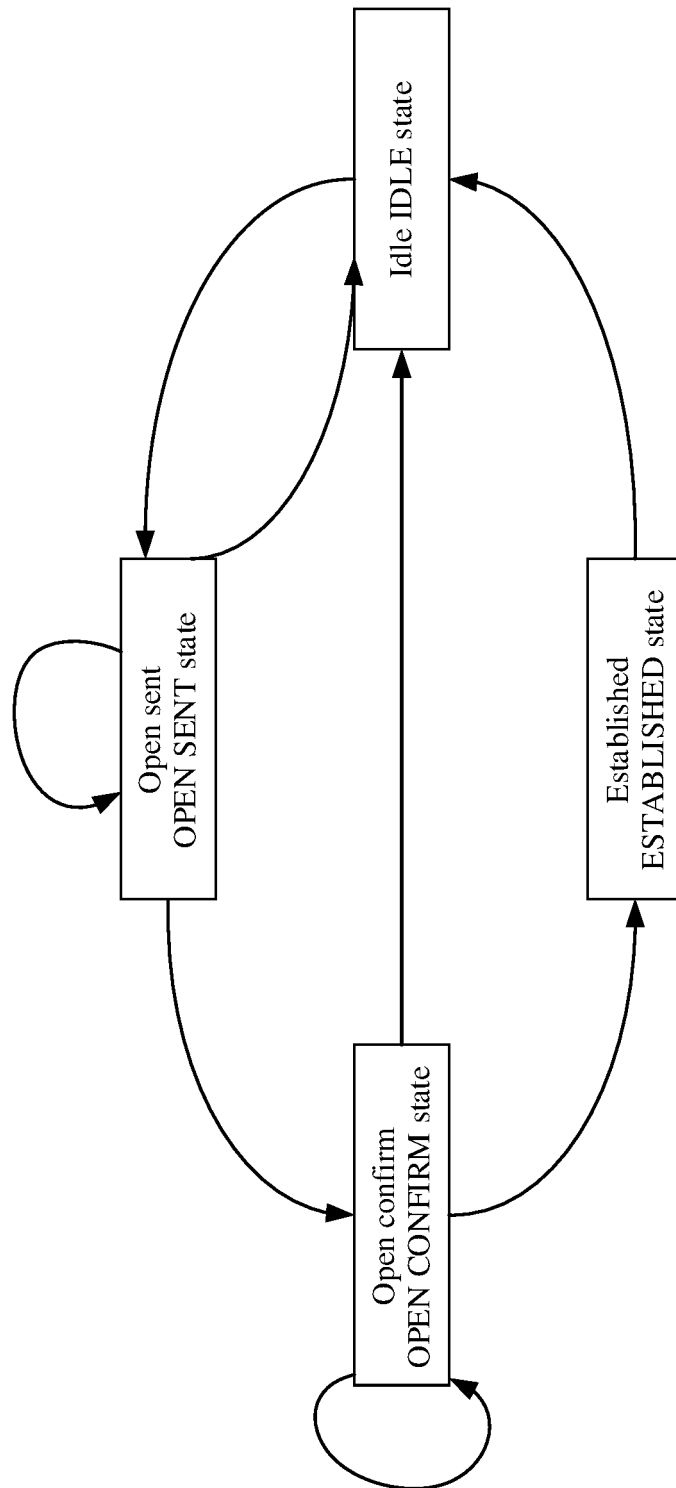 Idle IDLE state
Open sent
OPEN SENT state
Open confirm
OPEN CONFIRM state
Established
ESTABLISHED state